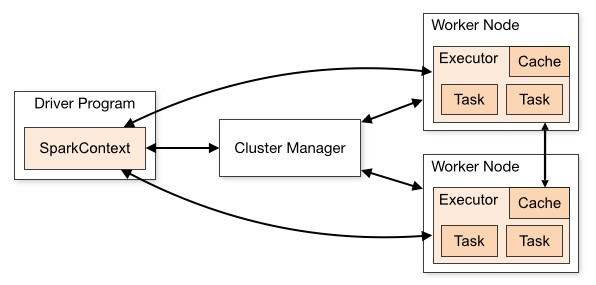 Driver Program
SparkContext
Cluster Manager
Worker Node
Executor
Cache
Task
Task
Worker Node
Executor
Cache
Task
Task